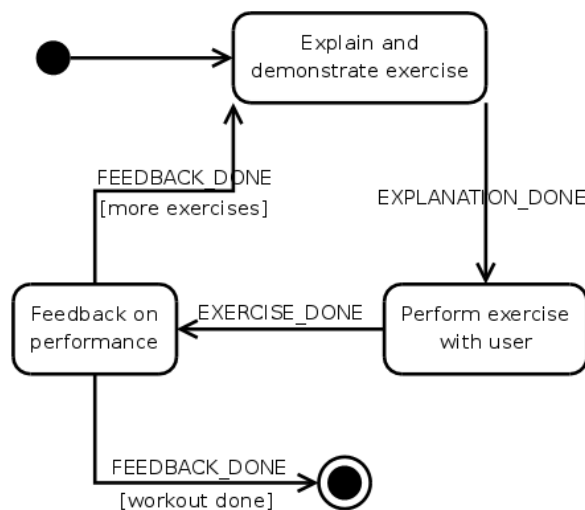 Explain and
demonstrate exercise
FEEDBACK_DONE
[more exercises]
EXPLANATION_DONE
Feedback on
performance
EXERCISE_DONE
Perform exercise
with user
FEEDBACK_DONE
[workout done]